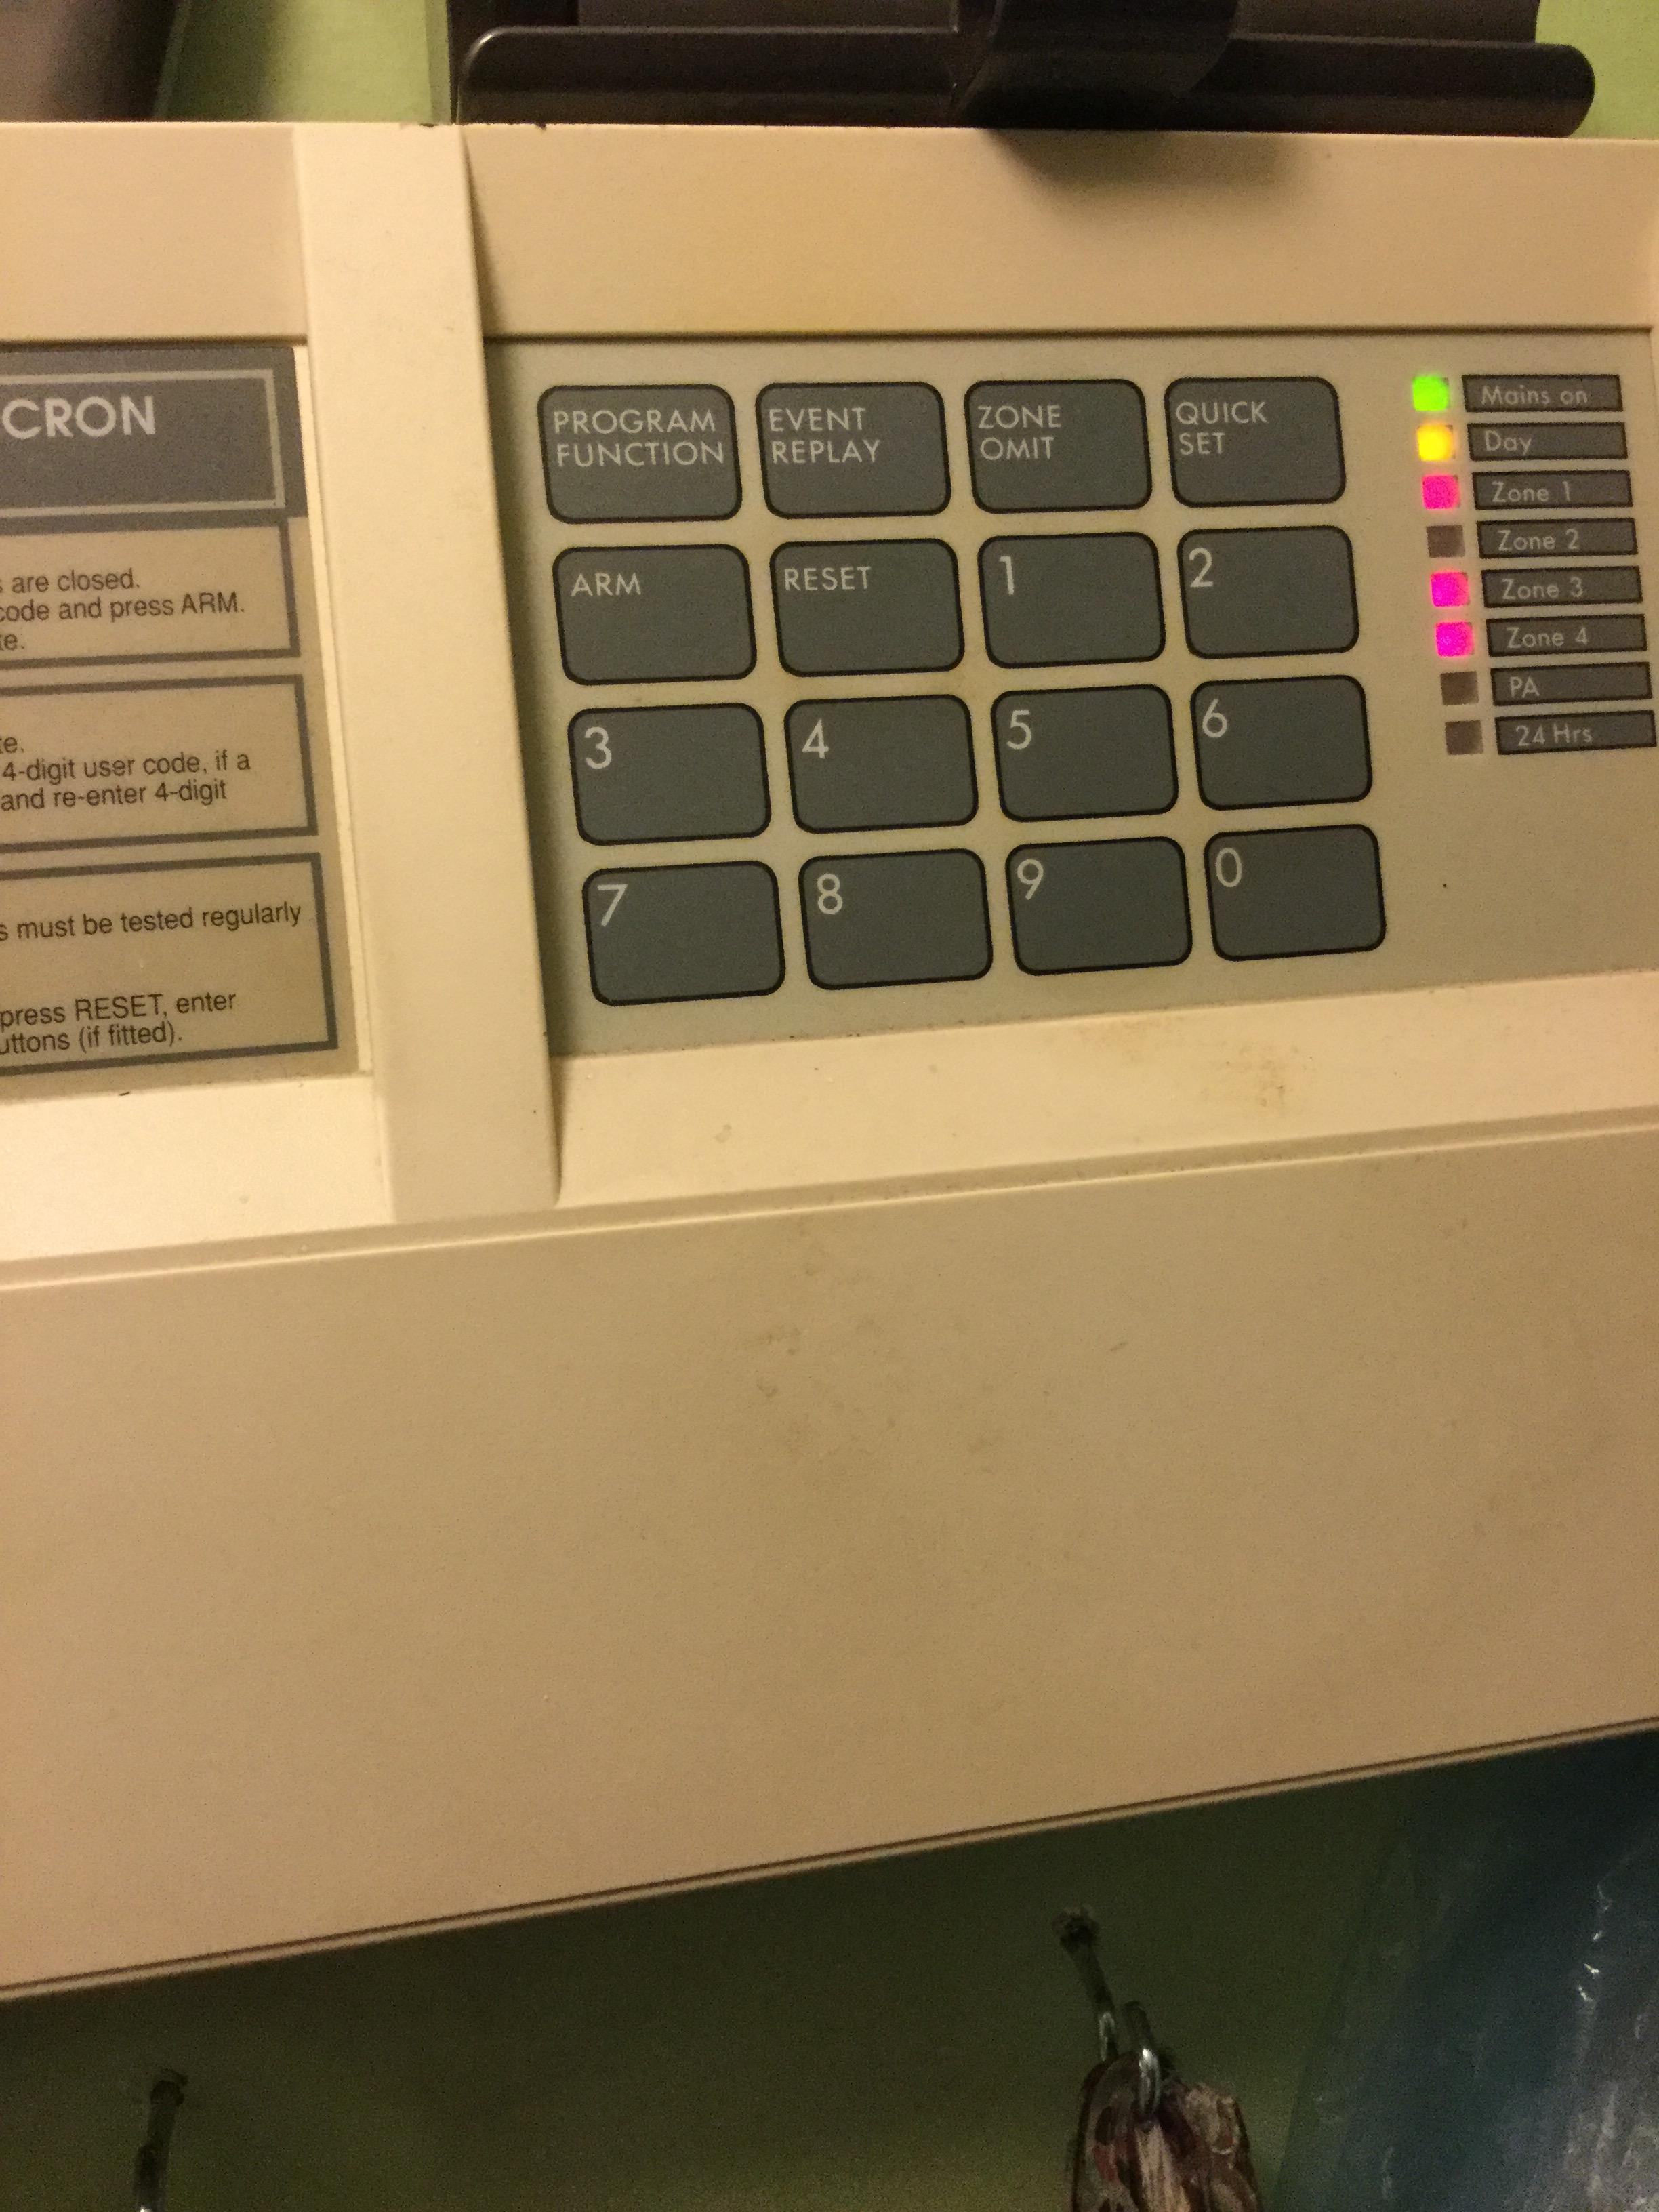 CRON
are closed.
code and press ARM.
4-digit user code, if a
and re-enter 4-digit
must be tested regularly
press RESET, enter
(if fitted).
PROGRAM
FUNCTION
EVENT
REPLAY
ZONE
OMIT
QUICK
SET
ARM
RESET
1
2
3
4
5
6
7
8
9
0
Mains on
Day
Zone 1
Zone 2
Zone 3
Zone 4
PA
24 Hrs